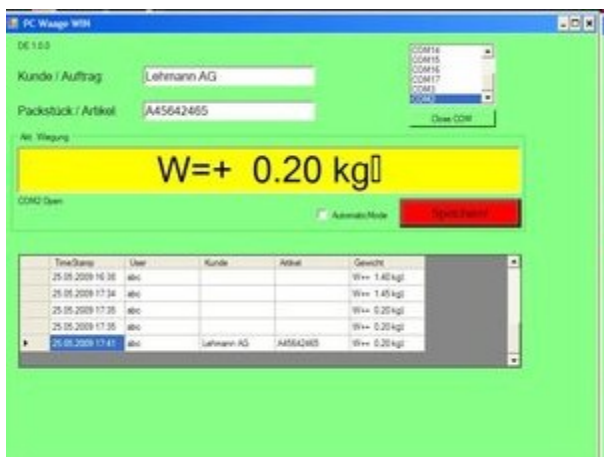 PC Waage WIN
DE 1.0.0
COM14
COM15
COM16
COM17
COM3
COM2
Kunde / Auftrag: Lehmann AG
Packstück / Artikel: A45642465
Close COM
Akt. Wiegung
W=+ 0.20 kg▯
COM2 Open
Automatic Mode
Speichern!
TimeStamp User Kunde Artikel Gewicht
25.05.2009 16:38 abc W=+ 1.40 kg▯
25.05.2009 17:34 abc W=+ 1.45 kg▯
25.05.2009 17:35 abc W=+ 0.20 kg▯
25.05.2009 17:35 abc W=+ 0.20 kg▯
25.05.2009 17:41 abc Lehmann AG A45642465 W=+ 0.20 kg▯